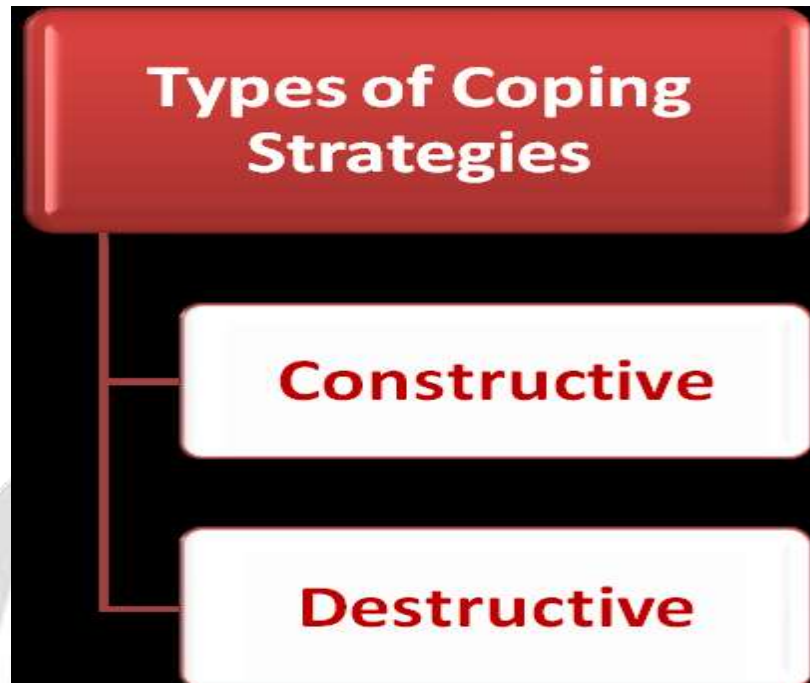 Types of Coping
Strategies
Constructive
Destructive